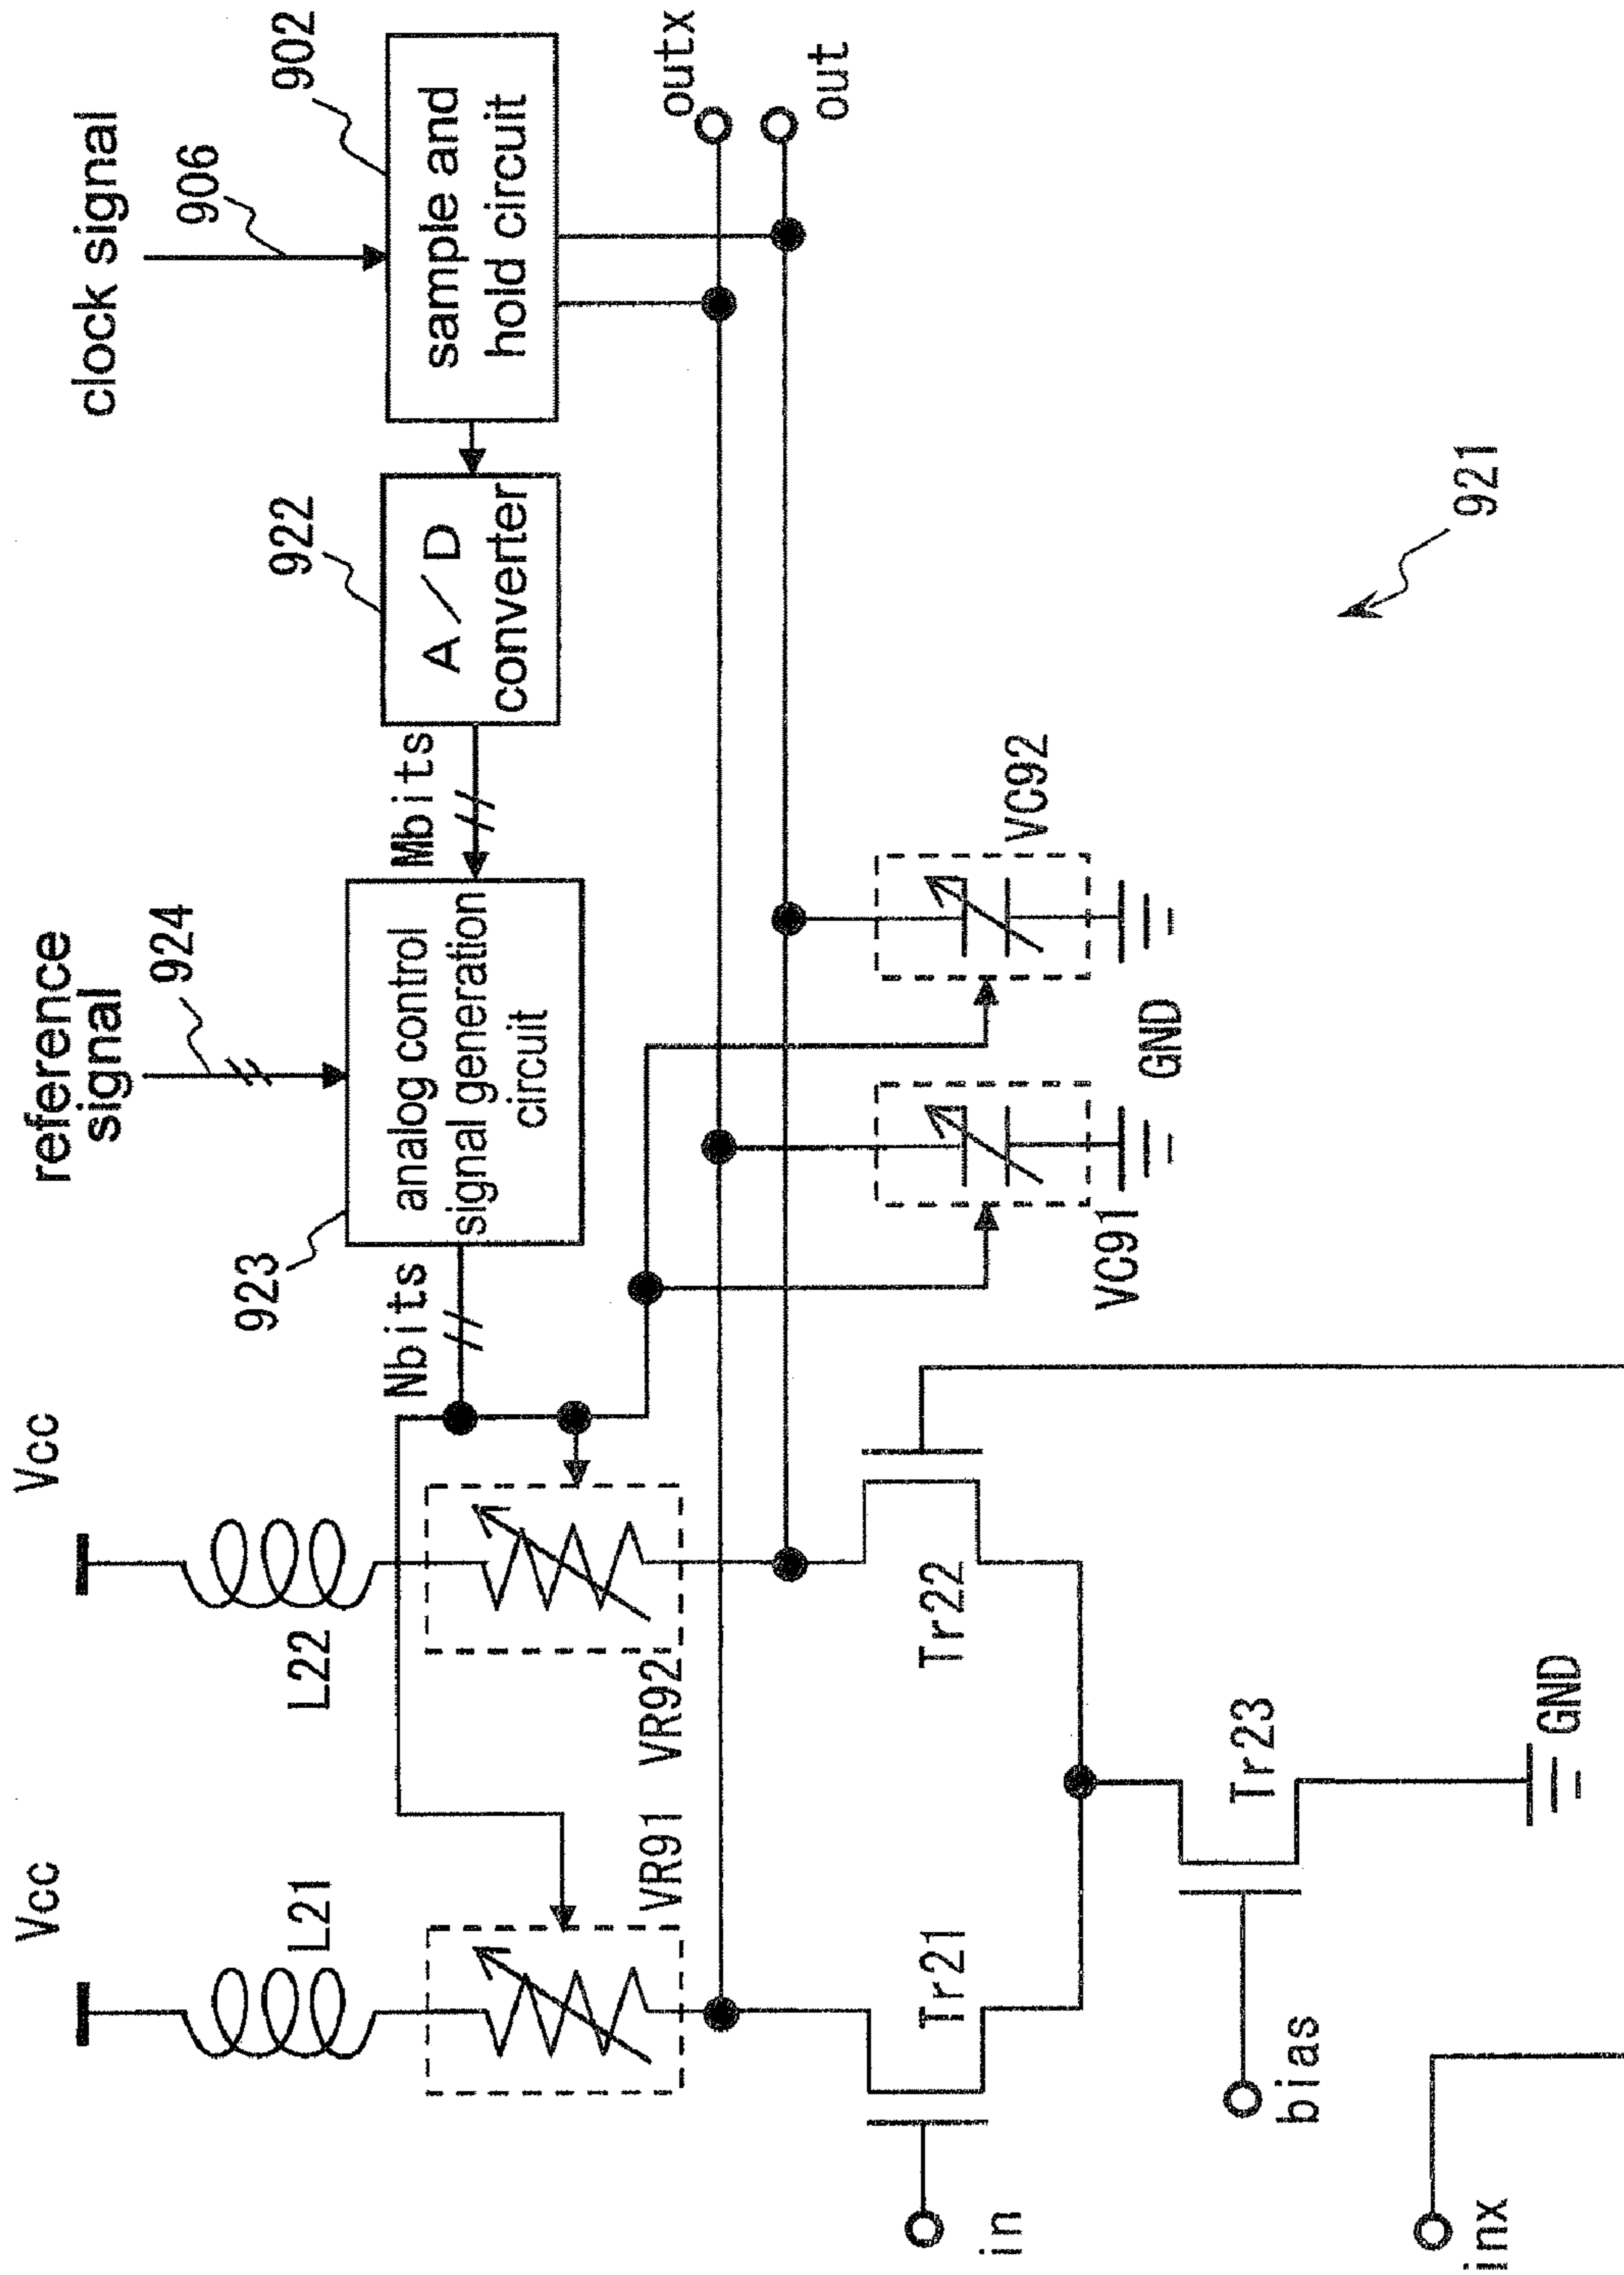 Vcc
Vcc
reference
signal
924
clock signal
906
L21
L22
923
922
902
Nbits
analog control
signal generation
circuit
Mbits
A/D
converter
sample and
hold circuit
VR91
VR92
outx
out
in
Tr21
Tr22
VC91
GND
VC92
bias
Tr23
inx
GND
921